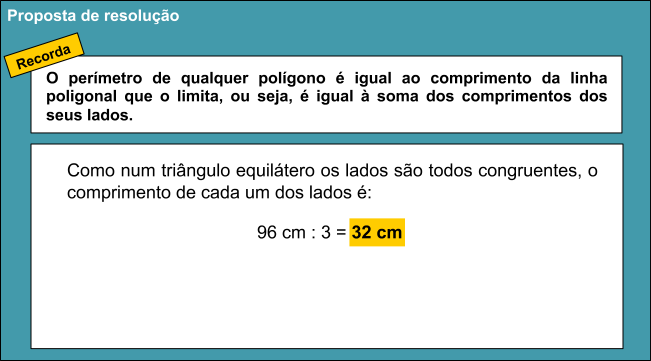 Proposta de resolução
Recorda
O perímetro de qualquer polígono é igual ao comprimento da linha
poligonal que o limita, ou seja, é igual à soma dos comprimentos dos
seus lados.
Como num triângulo equilátero os lados são todos congruentes, o
comprimento de cada um dos lados é:
96 cm : 3 = 32 cm